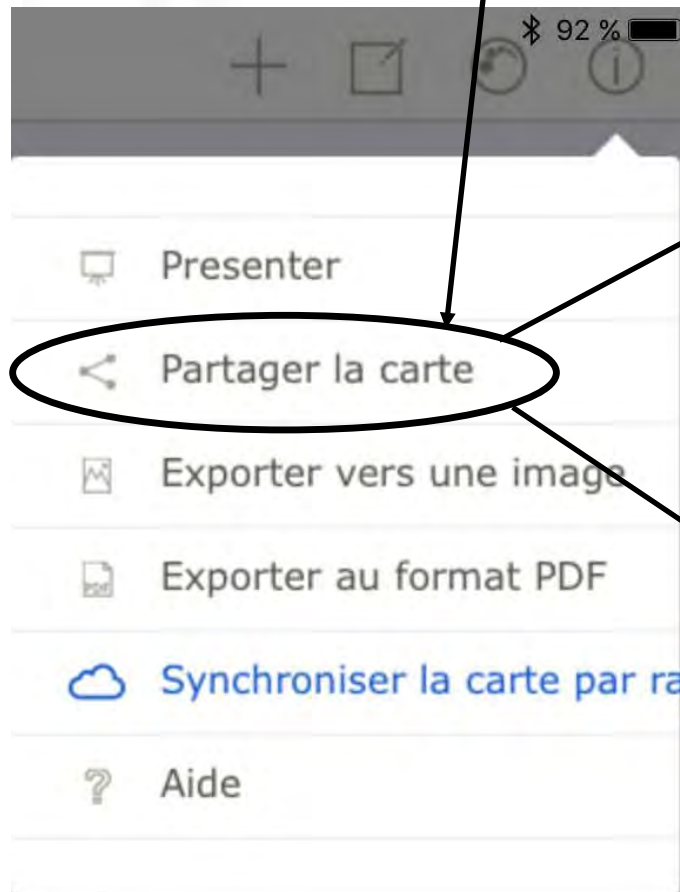 92 %
Presenter
Partager la carte
Exporter vers une image
PDF
Exporter au format PDF
Synchroniser la carte par ra
Aide